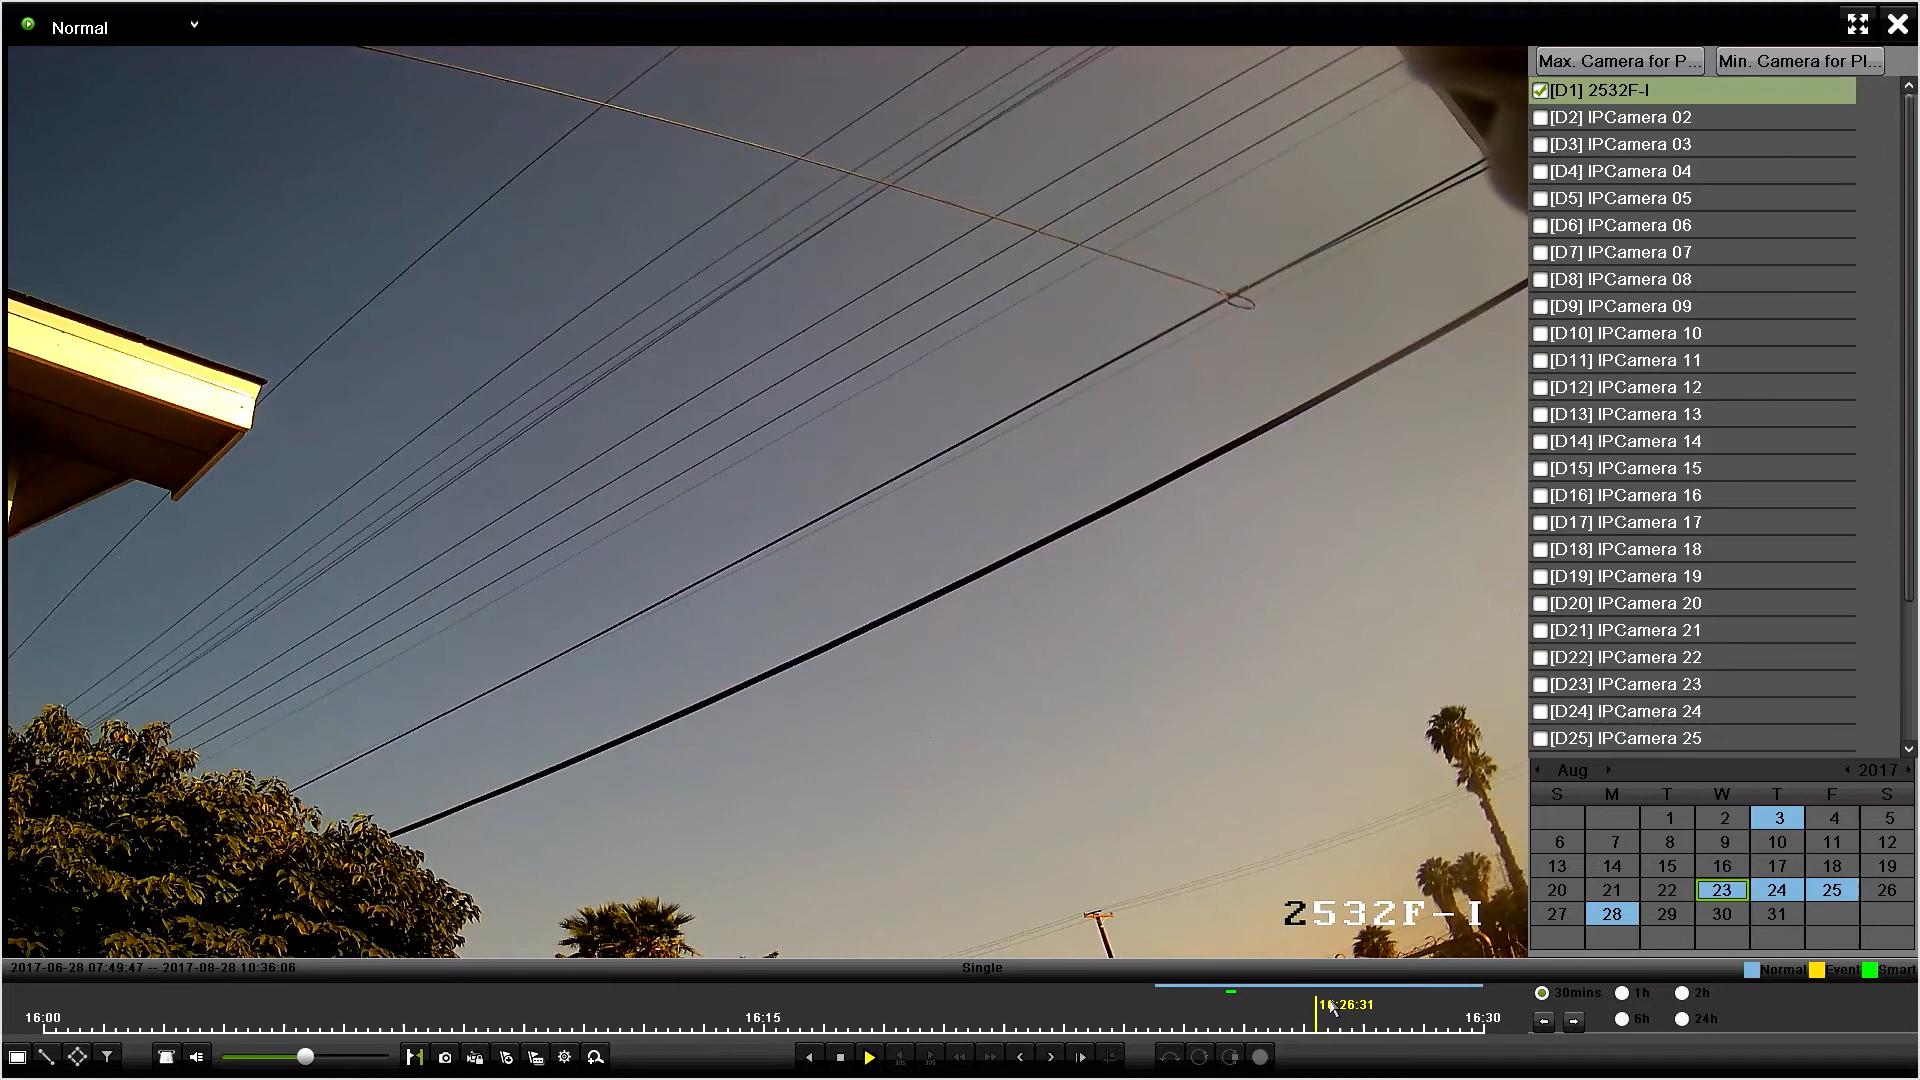 Normal
Max. Camera for P...
Min. Camera for Pl...
[D1] 2532F-I
[D2] IPCamera 02
[D3] IPCamera 03
[D4] IPCamera 04
[D5] IPCamera 05
[D6] IPCamera 06
[D7] IPCamera 07
[D8] IPCamera 08
[D9] IPCamera 09
[D10] IPCamera 10
[D11] IPCamera 11
[D12] IPCamera 12
[D13] IPCamera 13
[D14] IPCamera 14
[D15] IPCamera 15
[D16] IPCamera 16
[D17] IPCamera 17
[D18] IPCamera 18
[D19] IPCamera 19
[D20] IPCamera 20
[D21] IPCamera 21
[D22] IPCamera 22
[D23] IPCamera 23
[D24] IPCamera 24
[D25] IPCamera 25
Aug 2017
S M T W T F S
1 2 3 4 5
6 7 8 9 10 11 12
13 14 15 16 17 18 19
20 21 22 23 24 25 26
27 28 29 30 31
2532F-I
2017-06-28 07:49:47 -- 2017-08-28 10:36:06
Single
Normal Event Smart
16:26:31
16:00 16:15 16:30
30mins 1h 2h
6h 24h
30S 30S